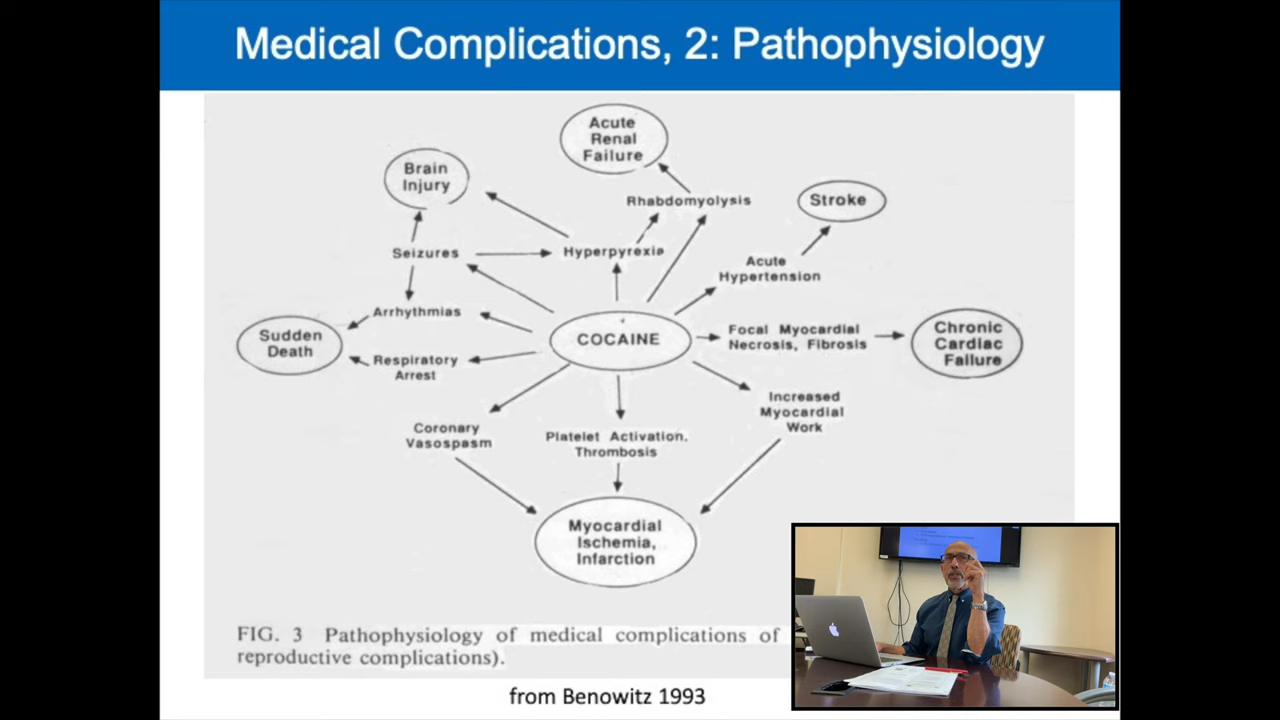 Medical Complications, 2: Pathophysiology
Acute
Renal
Failure
Brain
Injury
Rhabdomyolysis
Stroke
Seizures
Hyperpyrexia
Acute
Hypertension
Arrhythmias
Sudden
Death
COCAINE
Focal Myocardial
Necrosis, Fibrosis
Chronic
Cardiac
Failure
Respiratory
Arrest
Increased
Myocardial
Work
Coronary
Vasospasm
Platelet Activation.
Thrombosis
Myocardial
Ischemia,
Infarction
FIG. 3 Pathophysiology of medical complications of
reproductive complications).
from Benowitz 1993